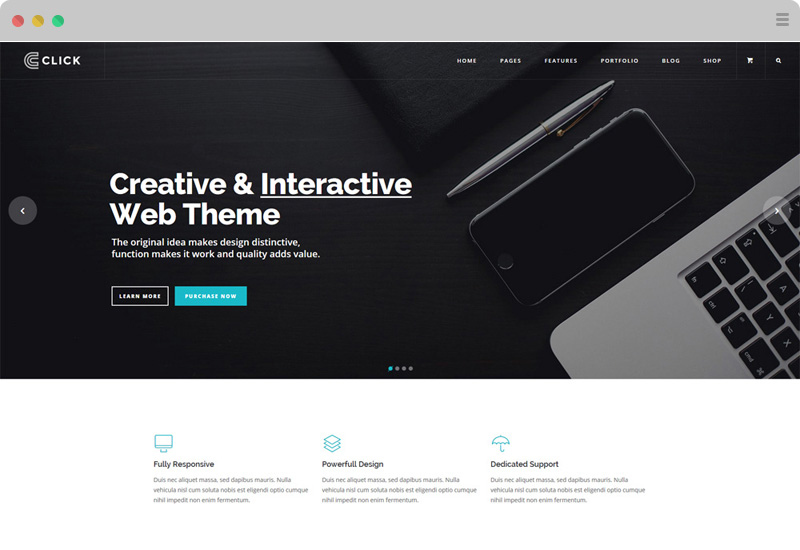 CLICK
HOME PAGES FEATURES PORTFOLIO BLOG SHOP
Creative & Interactive
Web Theme
The original idea makes design distinctive,
function makes it work and quality adds value.
LEARN MORE PURCHASE NOW
Fully Responsive
Duis nec aliquet massa, sed dapibus mauris. Nulla
vehicula nisl cum soluta nobis est eligendi optio cumque
nihil impedit non enim fermentum.
Powerfull Design
Duis nec aliquet massa, sed dapibus mauris. Nulla
vehicula nisl cum soluta nobis est eligendi optio cumque
nihil impedit non enim fermentum.
Dedicated Support
Duis nec aliquet massa, sed dapibus mauris. Nulla
vehicula nisl cum soluta nobis est eligendi optio cumque
nihil impedit non enim fermentum.